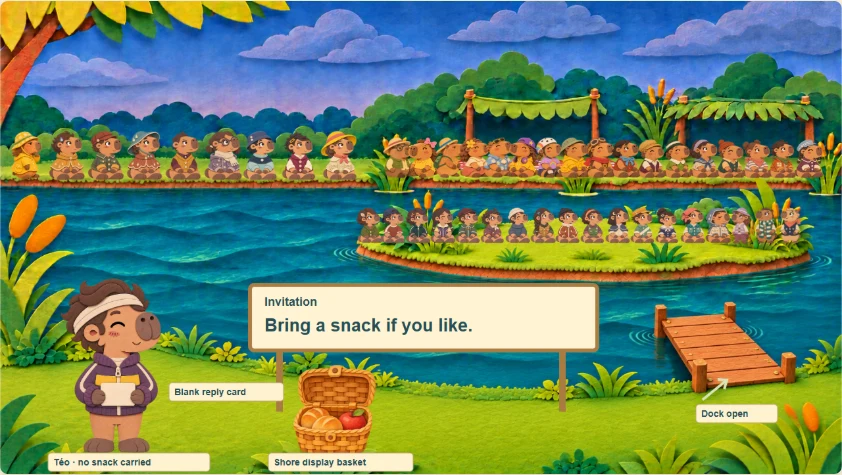 Invitation
Bring a snack if you like.
Blank reply card
Dock open
Téo - no snack carried
Shore display basket